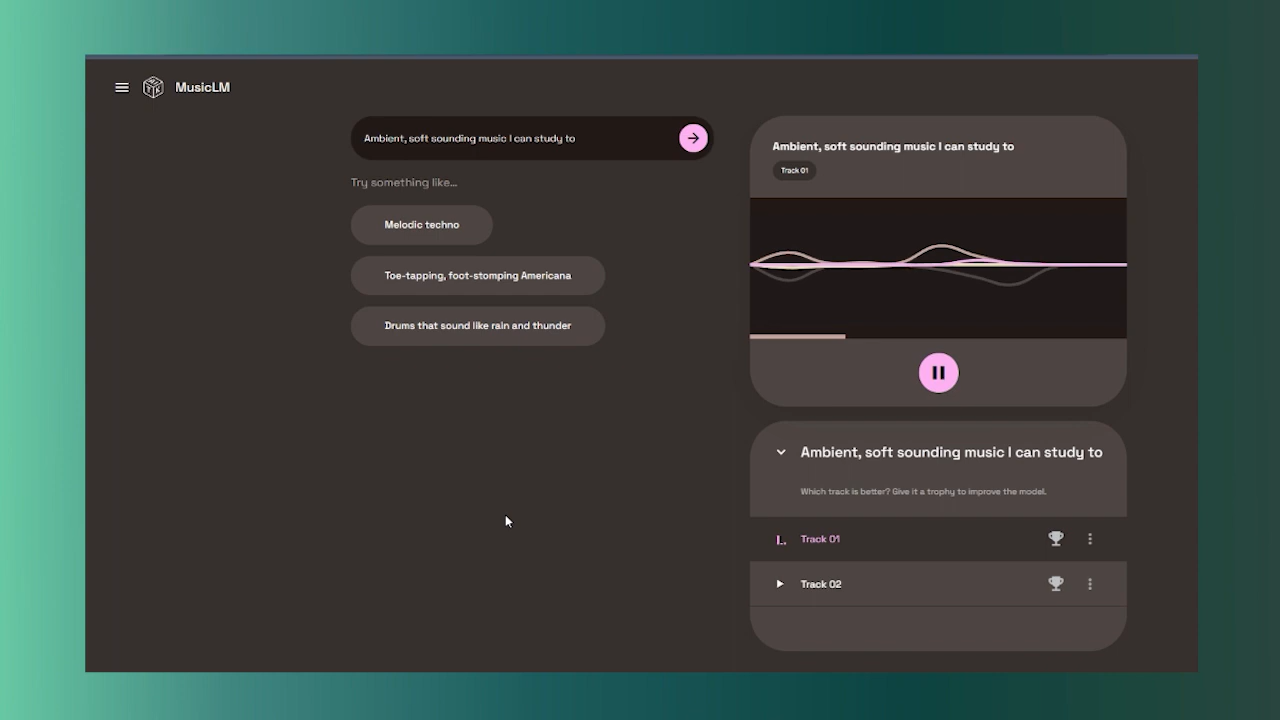 MusicLM
Ambient, soft sounding music I can study to
Try something like...
Melodic techno
Toe-tapping, foot-stomping Americana
Drums that sound like rain and thunder
Ambient, soft sounding music I can study to
Track 01
Ambient, soft sounding music I can study to
Which track is better? Give it a trophy to improve the model.
Track 01
Track 02